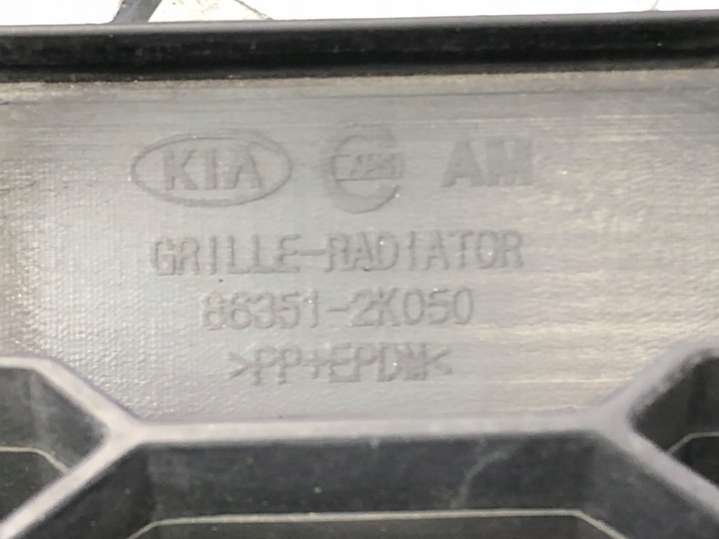 KIA AM
GRILLE-RADIATOR
86351-2K050
>PP+EPDM<